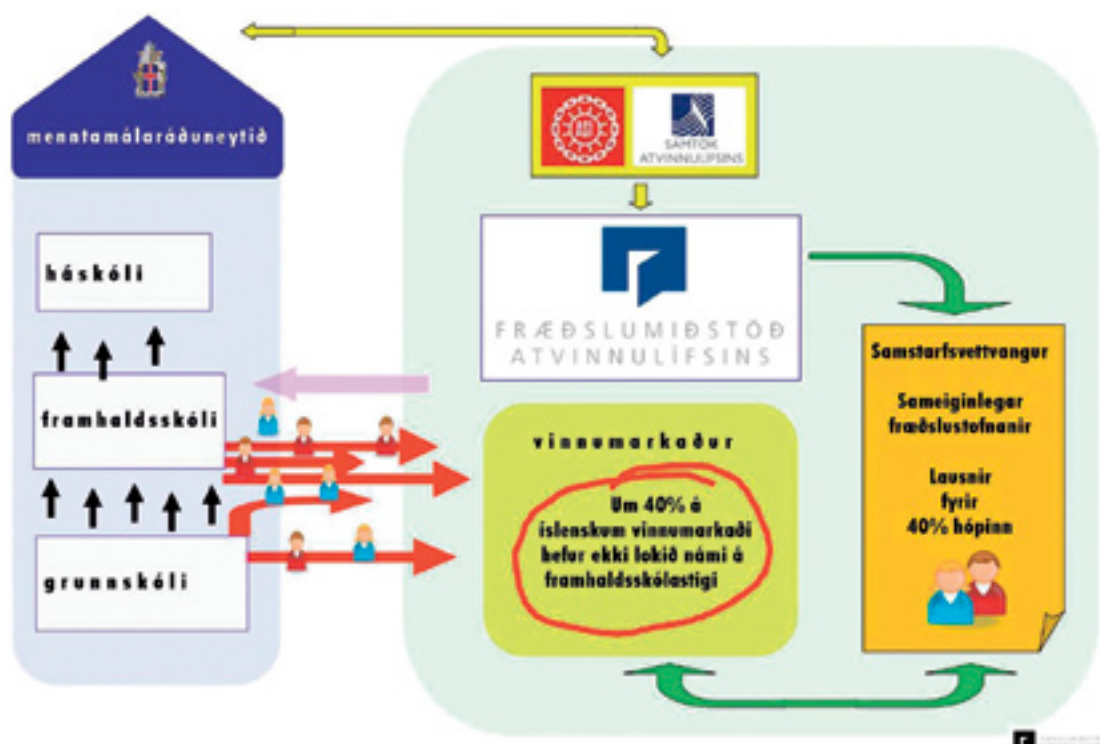 menntamálaráðuneytið
háskóli
framhaldsskóli
grunnskóli
ASÍ
SAMTÖK
ATVINNULÍFSINS
FRÆÐSLUMIÐSTÖÐ
ATVINNULÍFSINS
vinnumarkaður
Um 40% á
íslenskum vinnumarkaði
hefur ekki lokið námi á
framhaldsskólastigi
Samstarfsvettvangur
Sameiginlegar
fræðslustofnanir
Lausnir
fyrir
40% hópinn